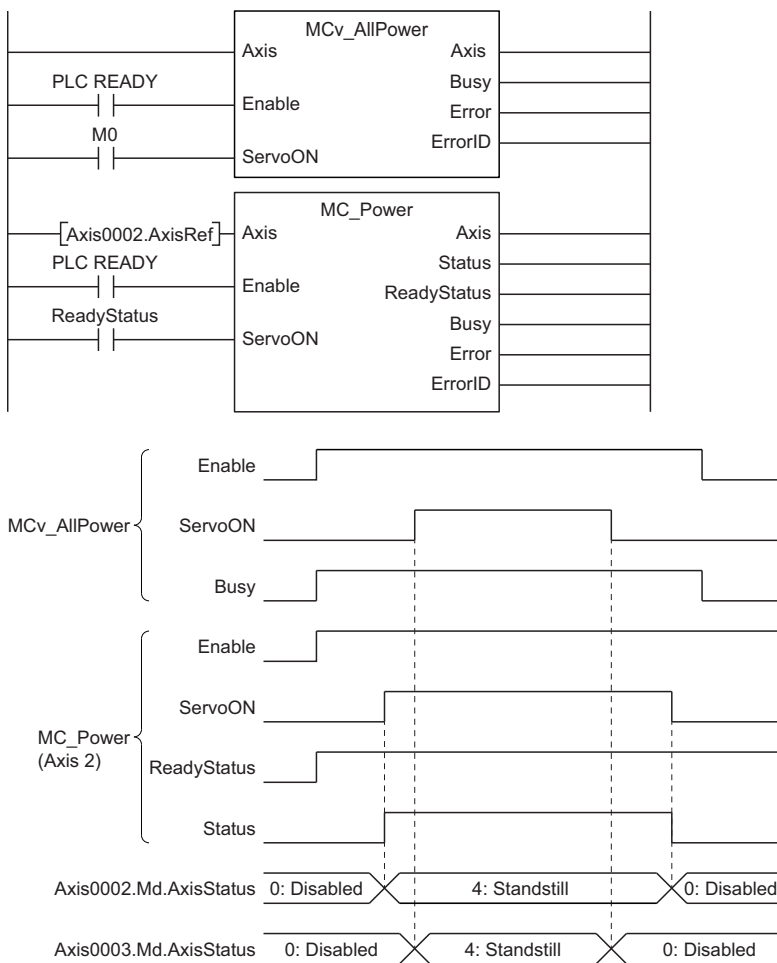 MCv_AllPower
Axis Axis
PLC READY Busy
Enable Error
M0 ErrorID
ServoON
MC_Power
Axis0002.AxisRef Axis Axis
PLC READY Status
Enable ReadyStatus
ReadyStatus Busy
ServoON Error
ErrorID
Enable
MCv_AllPower ServoON
Busy
Enable
ServoON
MC_Power
(Axis 2) ReadyStatus
Status
Axis0002.Md.AxisStatus 0: Disabled 4: Standstill 0: Disabled
Axis0003.Md.AxisStatus 0: Disabled 4: Standstill 0: Disabled